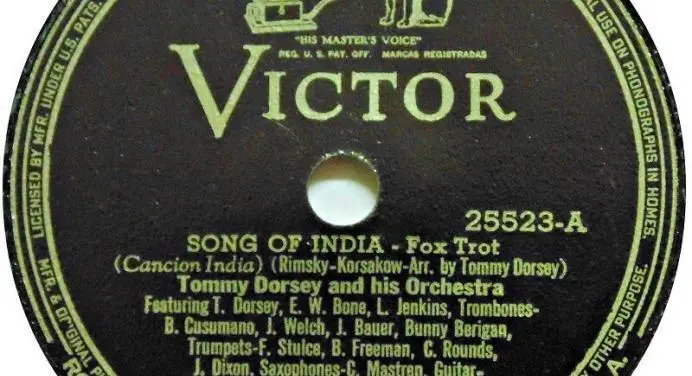 "HIS MASTER'S VOICE"
REG. U. S. PAT. OFF. MARCAS REGISTRADAS
VICTOR
25523-A
SONG OF INDIA - Fox Trot
(Cancion India) (Rimsky-Korsakow-Arr. by Tommy Dorsey)
Tommy Dorsey and his Orchestra
Featuring T. Dorsey, E. W. Bone, L. Jenkins, Trombones-
B. Cusumano, J. Welch, J. Bauer, Bunny Berigan,
Trumpets-F. Stulce, B. Freeman, C. Rounds,
J. Dixon, Saxophones-C. Mastren, Guitar-
MFR. & ORIGINAL
LICENSED BY MFR. UNDER U.S. PATS.
USE ON PHONOGRAPHS IN HOMES.
OTHER PURPOSE.